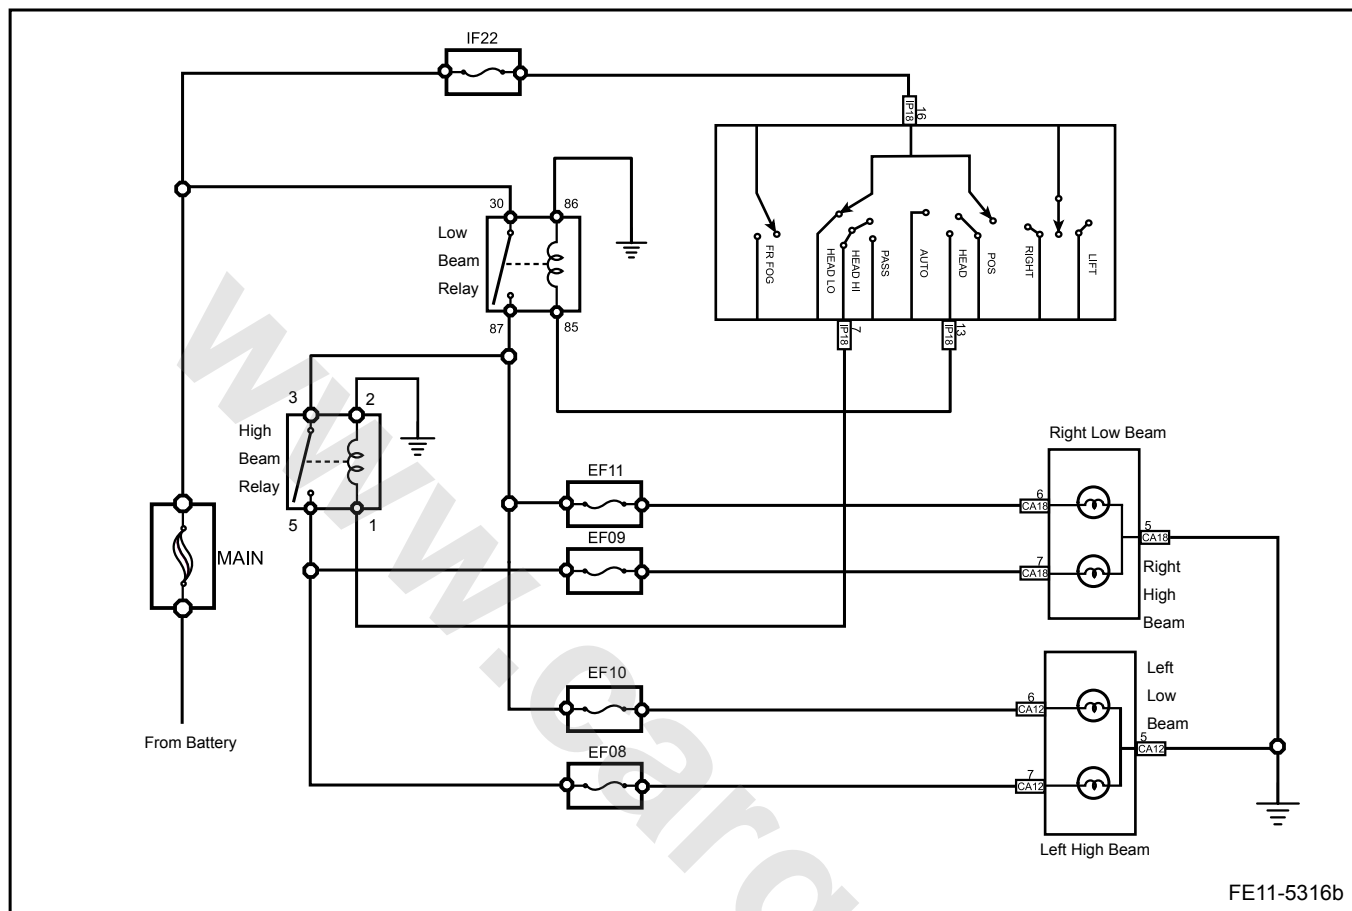 IF22
16
IP18
30
86
Low
Beam
Relay
87
85
FR FOG
HEAD LO
HEAD HI
PASS
AUTO
HEAD
POS
RIGHT
LIFT
7
IP18
13
IP18
3
2
High
Beam
Relay
5
1
MAIN
From Battery
EF11
EF09
EF10
EF08
Right Low Beam
6
CA18
7
CA18
5
CA18
Right
High
Beam
6
CA12
7
CA12
Left
Low
Beam
5
CA12
Left High Beam
www.carq
FE11-5316b